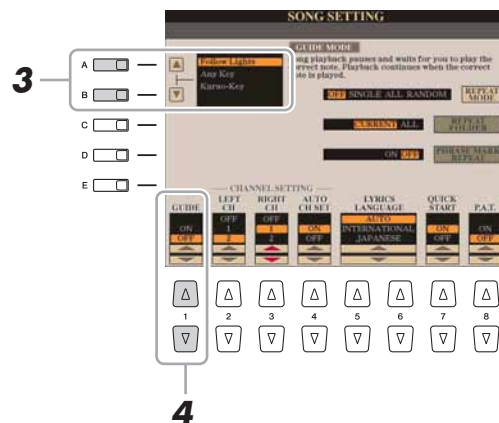 SONG SETTING
GUIDE MODE
3
A
B
C
D
E
Follow Lights
Any Key
Karao-Key
ng playback pauses and waits for you to play the
orrect note. Playback continues when the correct
ote is played.
OFF SINGLE ALL RANDOM
REPEAT
MODE
CURRENT ALL
REPEAT
FOLDER
ON OFF
PHRASE MARK
REPEAT
CHANNEL SETTING
GUIDE
LEFT
CH
RIGHT
CH
AUTO
CH SET
LYRICS
LANGUAGE
QUICK
START
P.A.T.
ON
OFF
OFF
1
2
OFF
1
2
ON
OFF
AUTO
INTERNATIONAL
JAPANESE
ON
OFF
ON
OFF
1 2 3 4 5 6 7 8
4